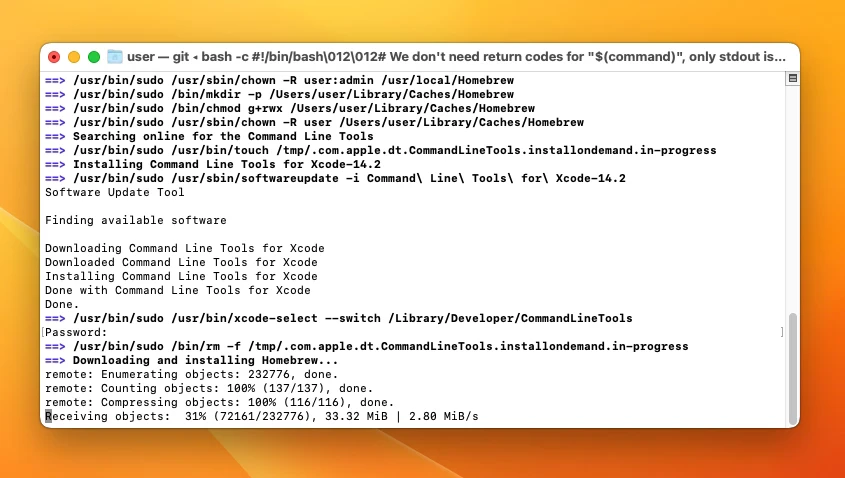 user — git ◂ bash -c #!/bin/bash\012\012# We don't need return codes for "$(command)", only stdout is...
==> /usr/bin/sudo /usr/sbin/chown -R user:admin /usr/local/Homebrew
==> /usr/bin/sudo /bin/mkdir -p /Users/user/Library/Caches/Homebrew
==> /usr/bin/sudo /bin/chmod g+rwx /Users/user/Library/Caches/Homebrew
==> /usr/bin/sudo /usr/sbin/chown -R user /Users/user/Library/Caches/Homebrew
==> Searching online for the Command Line Tools
==> /usr/bin/sudo /usr/bin/touch /tmp/.com.apple.dt.CommandLineTools.installondemand.in-progress
==> Installing Command Line Tools for Xcode-14.2
==> /usr/bin/sudo /usr/sbin/softwareupdate -i Command\ Line\ Tools\ for\ Xcode-14.2
Software Update Tool
Finding available software
Downloading Command Line Tools for Xcode
Downloaded Command Line Tools for Xcode
Installing Command Line Tools for Xcode
Done with Command Line Tools for Xcode
Done.
==> /usr/bin/sudo /usr/bin/xcode-select --switch /Library/Developer/CommandLineTools
[Password: ]
==> /usr/bin/sudo /bin/rm -f /tmp/.com.apple.dt.CommandLineTools.installondemand.in-progress
==> Downloading and installing Homebrew...
remote: Enumerating objects: 232776, done.
remote: Counting objects: 100% (137/137), done.
remote: Compressing objects: 100% (116/116), done.
Receiving objects:  31% (72161/232776), 33.32 MiB | 2.80 MiB/s